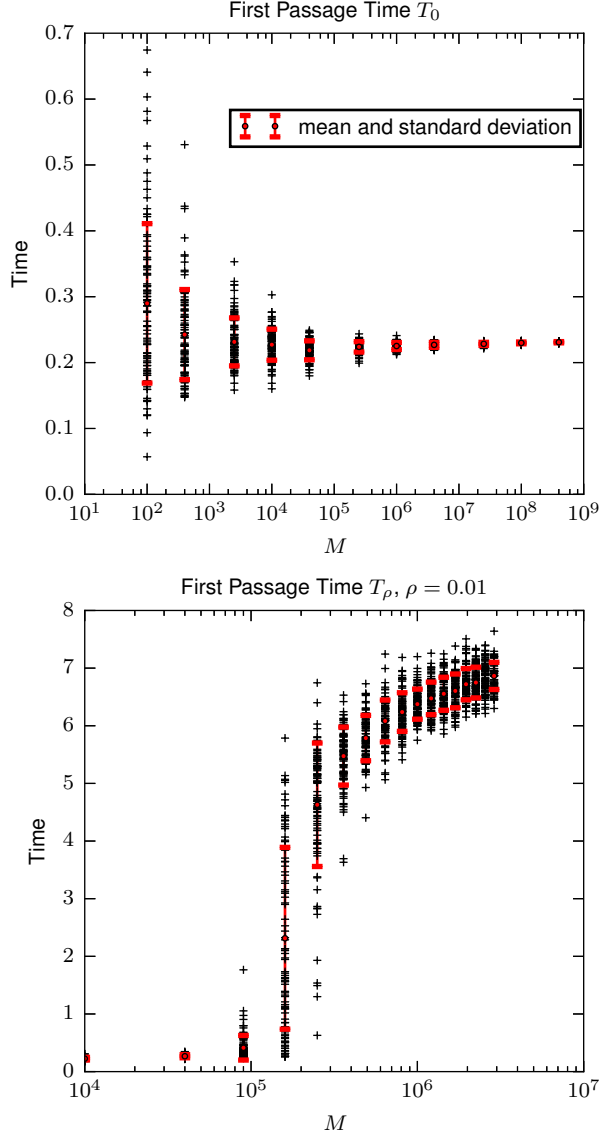 First Passage Time T₀
0.7
0.6
0.5
0.4
0.3
0.2
0.1
0.0
Time
mean and standard deviation
10¹ 10² 10³ 10⁴ 10⁵ 10⁶ 10⁷ 10⁸ 10⁹
M
First Passage Time Tρ, ρ = 0.01
8
7
6
5
4
3
2
1
0
Time
10⁴ 10⁵ 10⁶ 10⁷
M